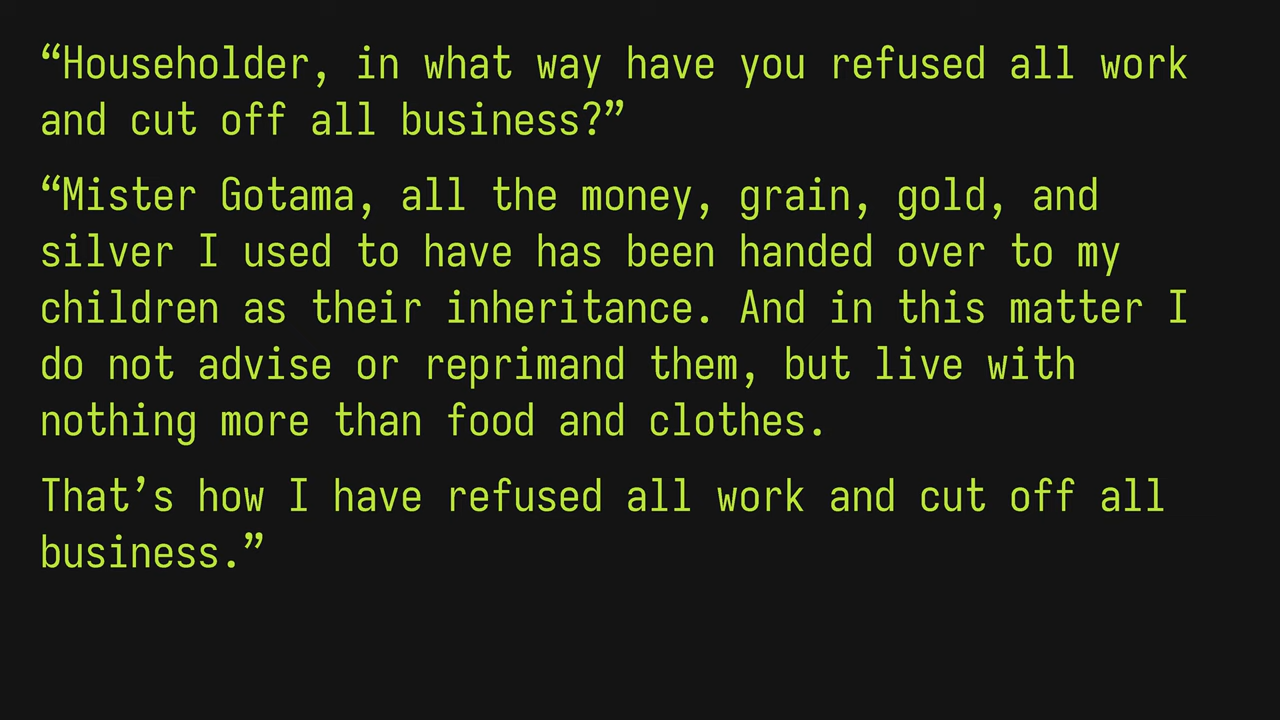 “Householder, in what way have you refused all work
and cut off all business?”
“Mister Gotama, all the money, grain, gold, and
silver I used to have has been handed over to my
children as their inheritance. And in this matter I
do not advise or reprimand them, but live with
nothing more than food and clothes.
That’s how I have refused all work and cut off all
business.”